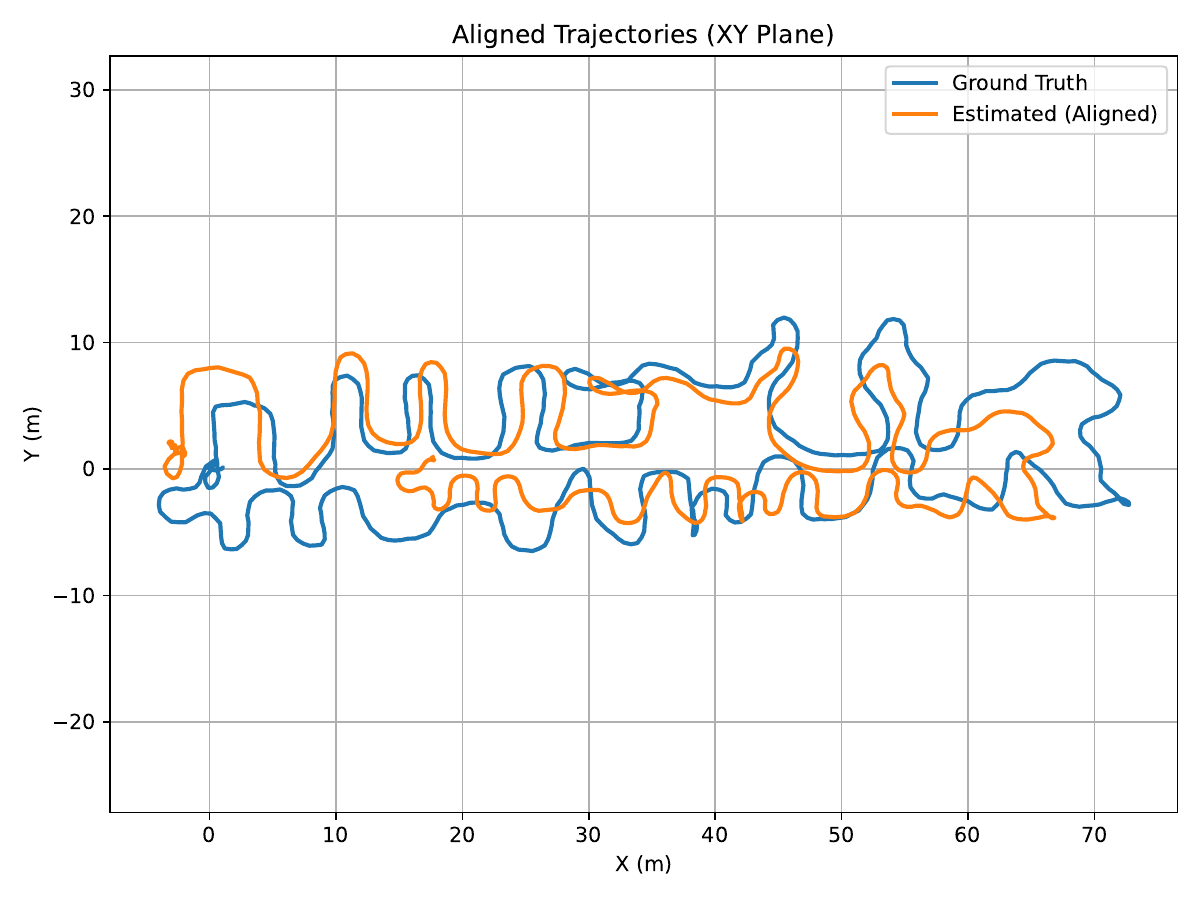 Aligned Trajectories (XY Plane)
Ground Truth
Estimated (Aligned)
30
20
10
0
−10
−20
Y (m)
0 10 20 30 40 50 60 70
X (m)